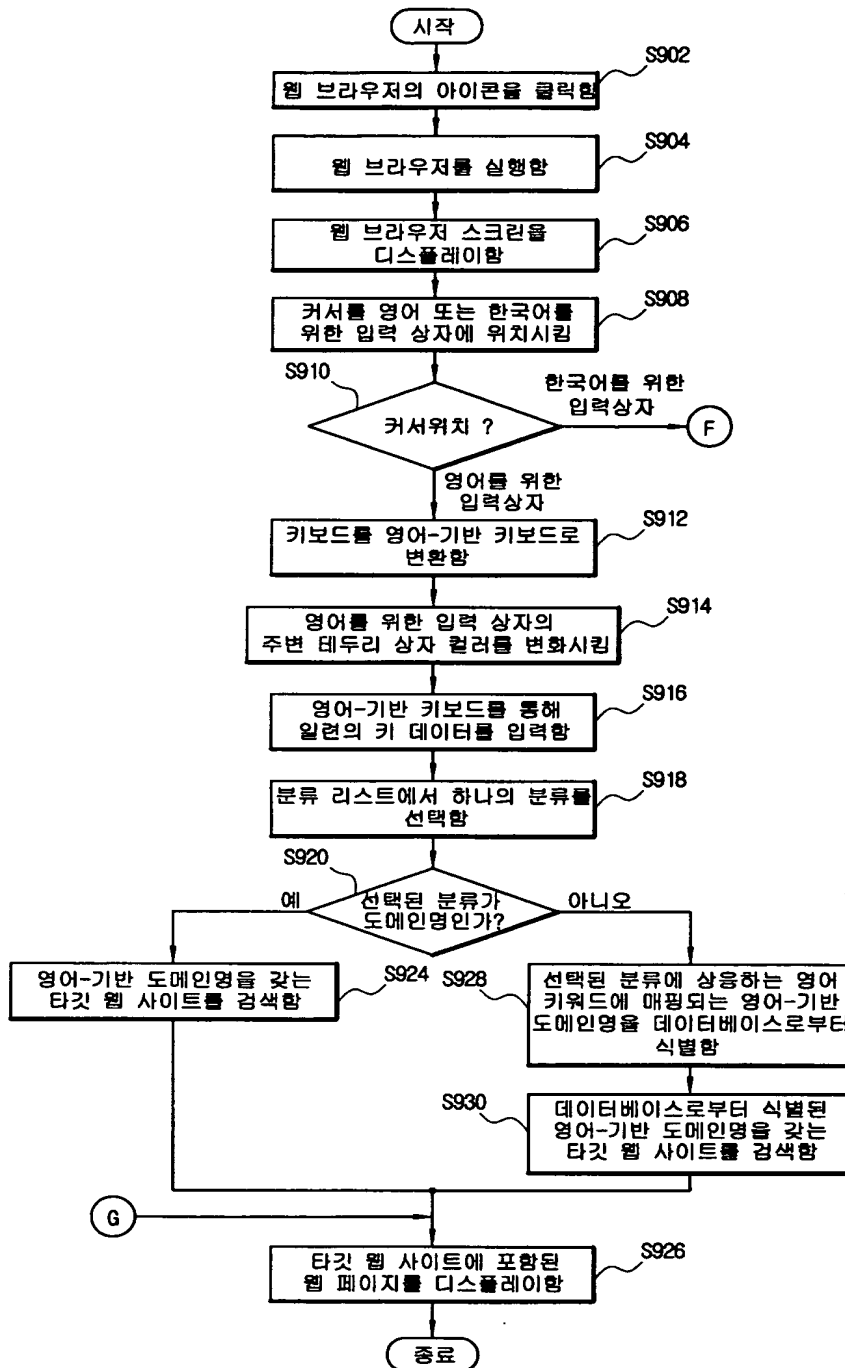 시작
S902
웹 브라우저의 아이콘을 클릭함
S904
웹 브라우저를 실행함
S906
웹 브라우저 스크린을
디스플레이함
S908
커서를 영어 또는 한국어를
위한 입력 상자에 위치시킴
S910
커서위치 ?
한국어를 위한
입력상자
F
영어를 위한
입력상자
S912
키보드를 영어-기반 키보드로
변환함
S914
영어를 위한 입력 상자의
주변 테두리 상자 컬러를 변화시킴
S916
영어-기반 키보드를 통해
일련의 키 데이터를 입력함
S918
분류 리스트에서 하나의 분류를
선택함
S920
선택된 분류가
도메인명인가?
예
아니오
영어-기반 도메인명을 갖는
타깃 웹 사이트를 검색함
S924
S928
선택된 분류에 상응하는 영어
키워드에 매핑되는 영어-기반
도메인명을 데이터베이스로부터
식별함
S930
데이터베이스로부터 식별된
영어-기반 도메인명을 갖는
타깃 웹 사이트를 검색함
G
S926
타깃 웹 사이트에 포함된
웹 페이지를 디스플레이함
종료